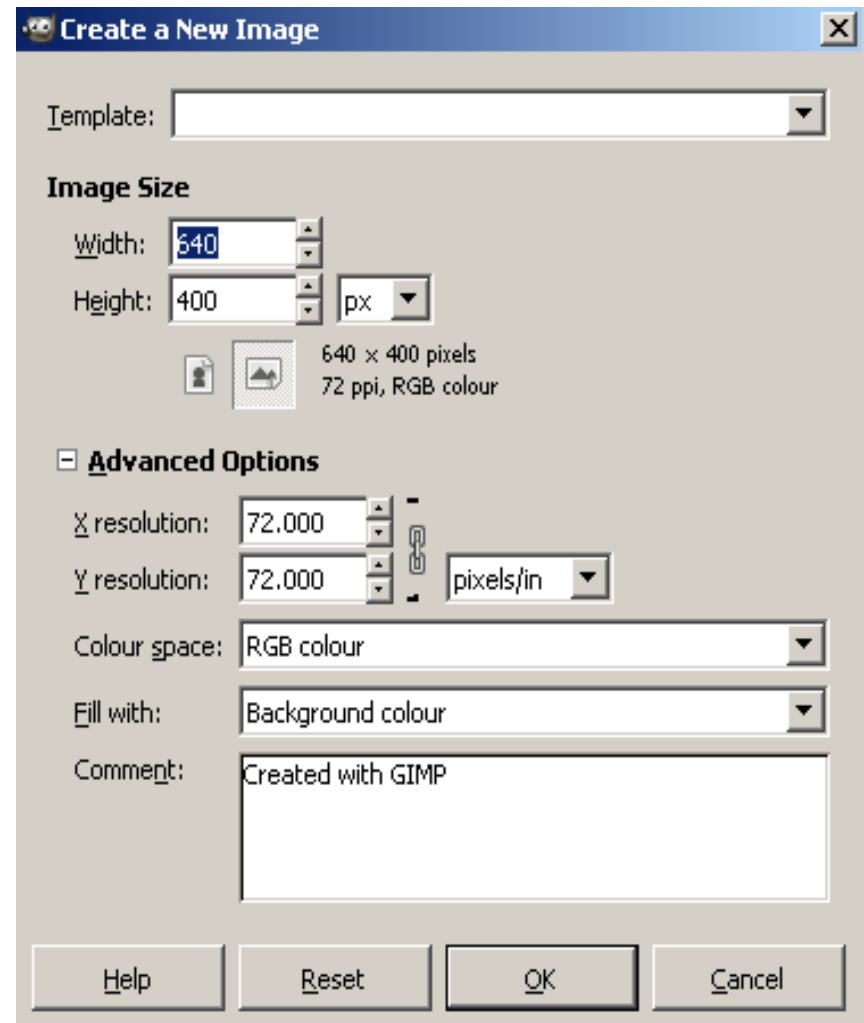 Create a New Image
Template:
Image Size
Width: 640
Height: 400 px
640 × 400 pixels
72 ppi, RGB colour
Advanced Options
X resolution: 72.000
Y resolution: 72.000 pixels/in
Colour space: RGB colour
Fill with: Background colour
Comment: Created with GIMP
Help Reset OK Cancel